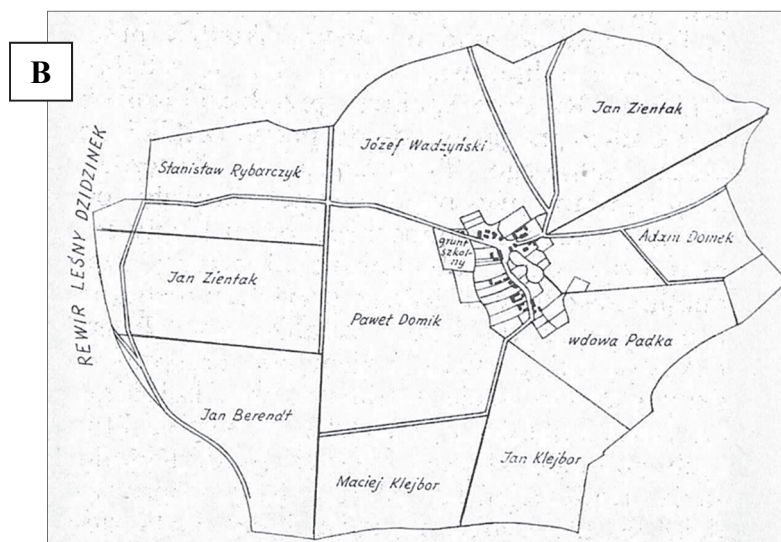 B
Jan Zientak
Józef Wadzyński
Stanisław Rybarczyk
REWIR LEŚNY DZIDZINEK
grunt
szkol-
ny
Adam Domek
Jan Zientak
Paweł Domik
wdowa Padka
Jan Berendt
Jan Klejbor
Maciej Klejbor